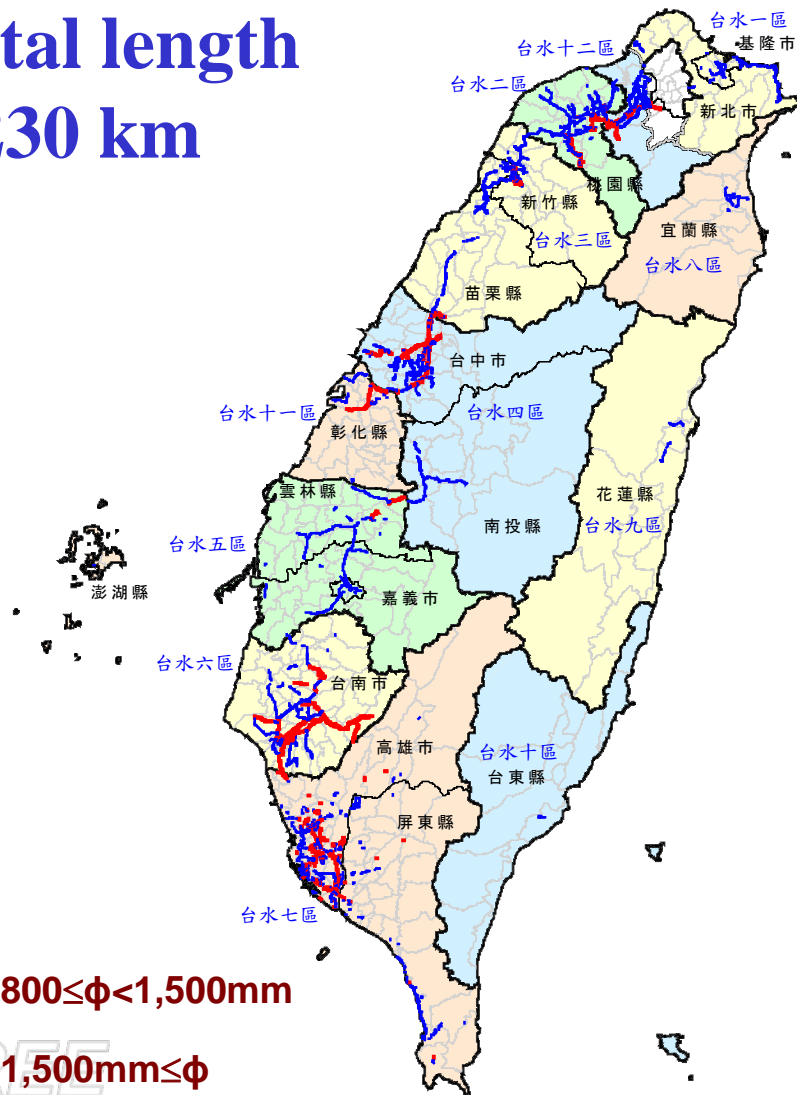 tal length
230 km
台水一區
基隆市
台水十二區
台水二區
新北市
桃園縣
新竹縣
宜蘭縣
台水三區
台水八區
苗栗縣
台中市
台水十一區
台水四區
彰化縣
雲林縣
花蓮縣
台水九區
南投縣
台水五區
澎湖縣
嘉義市
台水六區
台南市
高雄市
台水十區
台東縣
屏東縣
台水七區
800≤ϕ<1,500mm
1,500mm≤ϕ